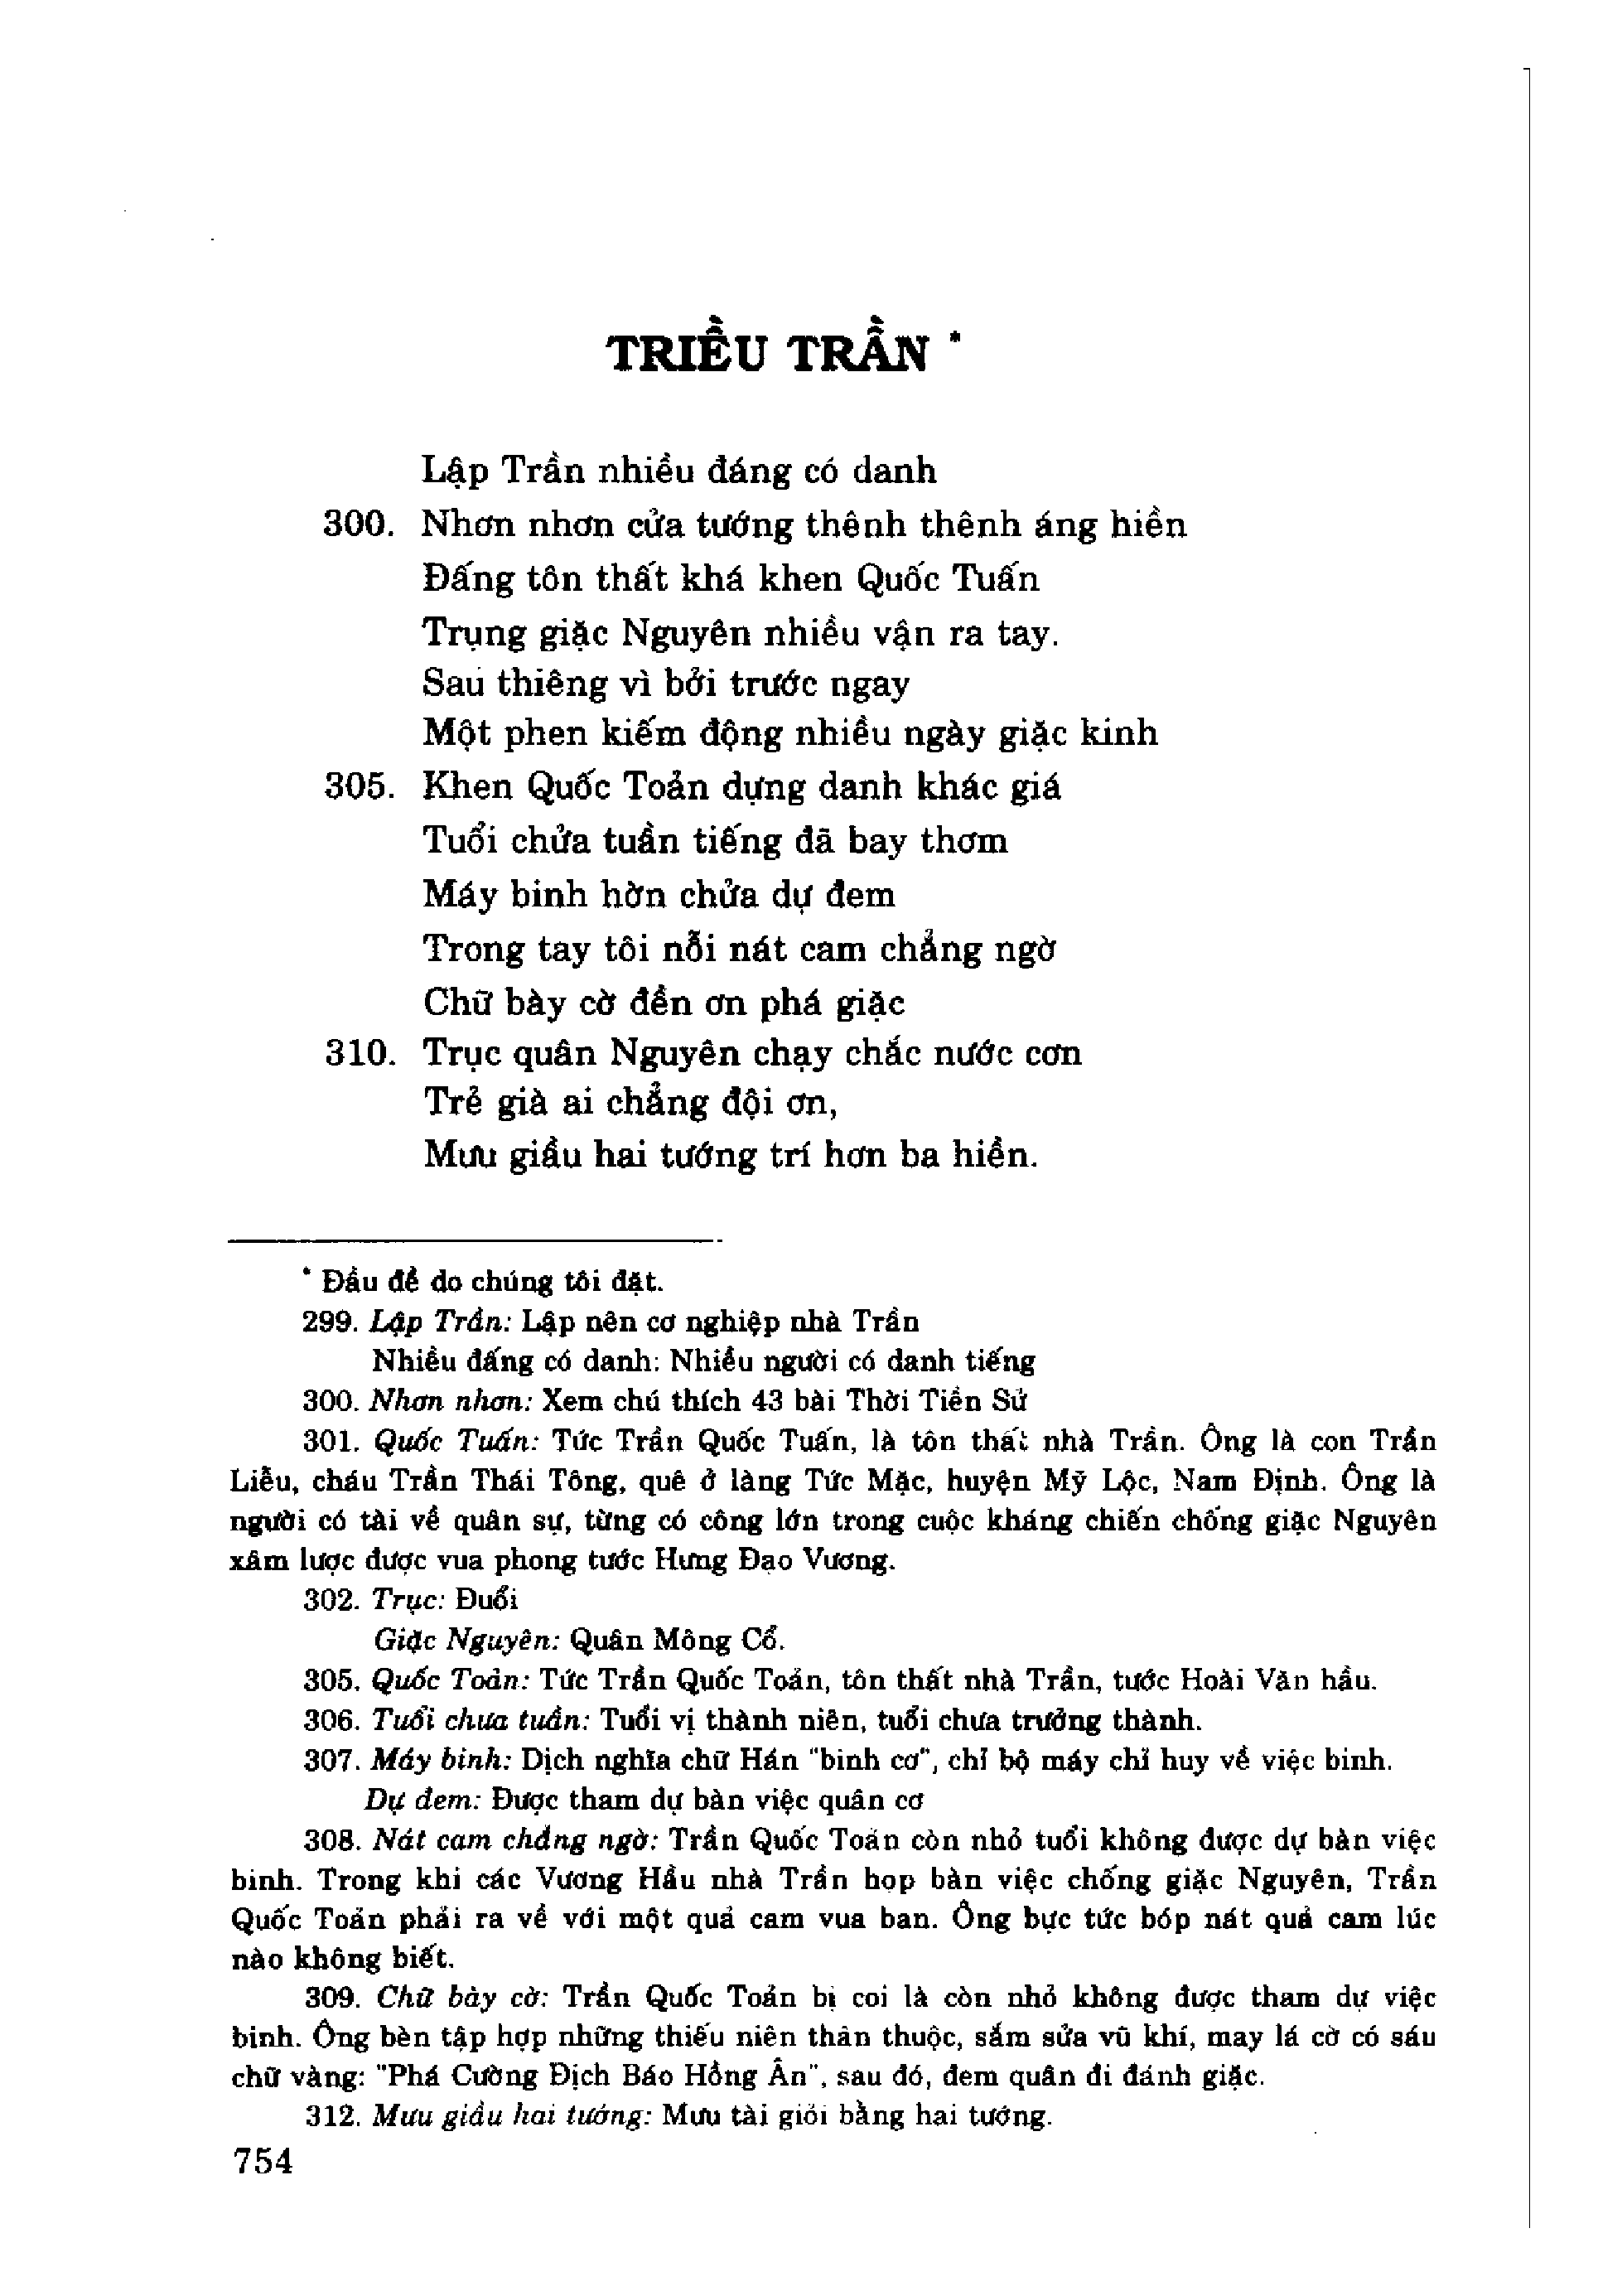 TRIỀU TRẦN *
Lập Trần nhiều đáng có danh
300. Nhơn nhơn cửa tướng thênh thênh áng hiền
Đấng tôn thất khá khen Quốc Tuấn
Trụng giặc Nguyên nhiều vận ra tay.
Sau thiêng vì bởi trước ngay
Một phen kiếm động nhiều ngày giặc kinh
305. Khen Quốc Toản dựng danh khác giá
Tuổi chửa tuần tiếng đã bay thơm
Máy binh hờn chửa dự đem
Trong tay tôi nỗi nát cam chẳng ngờ
Chữ bày cờ đền ơn phá giặc
310. Trục quân Nguyên chạy chắc nước cơn
Trẻ già ai chẳng đội ơn,
Mưu giầu hai tướng trí hơn ba hiền.
* Đầu đề do chúng tôi đặt.
299. Lập Trần: Lập nên cơ nghiệp nhà Trần
Nhiều đấng có danh: Nhiều người có danh tiếng
300. Nhơn nhơn: Xem chú thích 43 bài Thời Tiền Sử
301. Quốc Tuấn: Tức Trần Quốc Tuấn, là tôn thất nhà Trần. Ông là con Trần
Liễu, cháu Trần Thái Tông, quê ở làng Tức Mặc, huyện Mỹ Lộc, Nam Định. Ông là
người có tài về quân sự, từng có công lớn trong cuộc kháng chiến chống giặc Nguyên
xâm lược được vua phong tước Hưng Đạo Vương.
302. Trục: Đuổi
Giặc Nguyên: Quân Mông Cổ.
305. Quốc Toản: Tức Trần Quốc Toản, tôn thất nhà Trần, tước Hoài Văn hầu.
306. Tuổi chưa tuần: Tuổi vị thành niên, tuổi chưa trưởng thành.
307. Máy binh: Dịch nghĩa chữ Hán "binh cơ", chỉ bộ máy chỉ huy về việc binh.
Dự đem: Được tham dự bàn việc quân cơ
308. Nát cam chẳng ngờ: Trần Quốc Toản còn nhỏ tuổi không được dự bàn việc
binh. Trong khi các Vương Hầu nhà Trần họp bàn việc chống giặc Nguyên, Trần
Quốc Toản phải ra về với một quả cam vua ban. Ông bực tức bóp nát quả cam lúc
nào không biết.
309. Chữ bày cờ: Trần Quốc Toản bị coi là còn nhỏ không được tham dự việc
binh. Ông bèn tập hợp những thiếu niên thân thuộc, sắm sửa vũ khí, may lá cờ có sáu
chữ vàng: "Phá Cường Địch Báo Hồng Ân", sau đó, đem quân đi đánh giặc.
312. Mưu giầu hai tướng: Mưu tài giỏi bằng hai tướng.
754